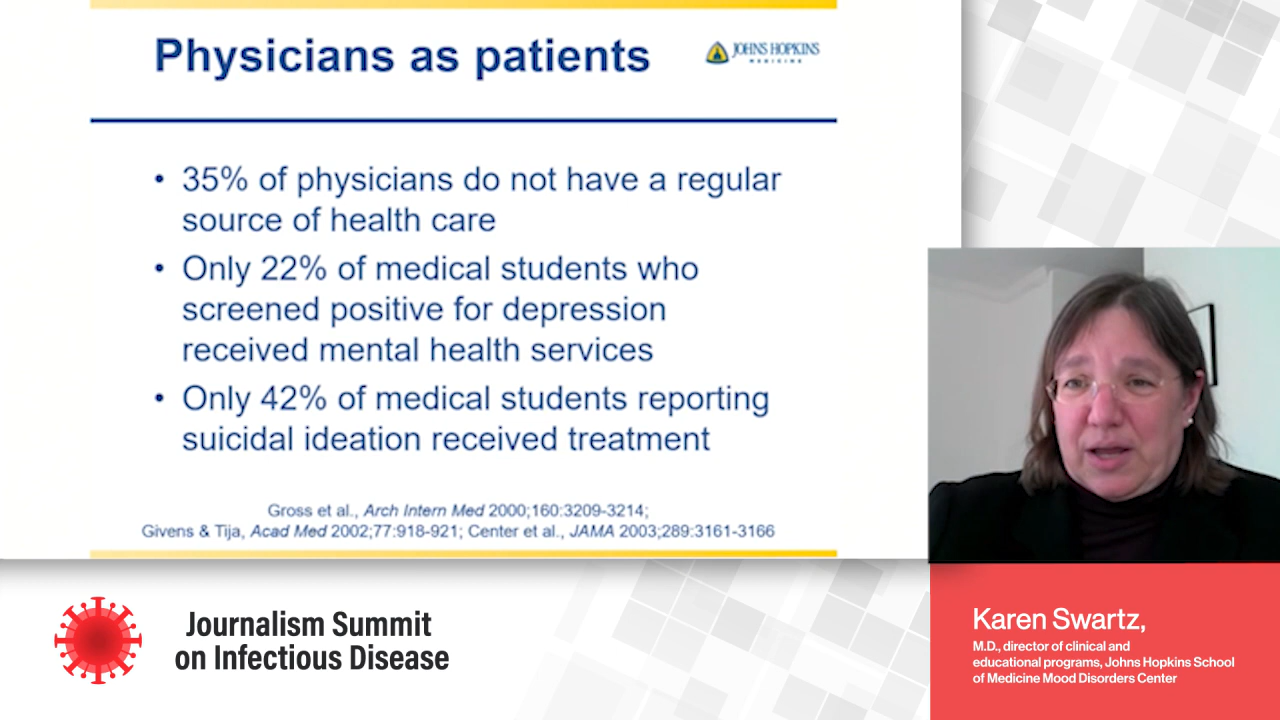 Physicians as patients
JOHNS HOPKINS
MEDICINE
• 35% of physicians do not have a regular
source of health care
• Only 22% of medical students who
screened positive for depression
received mental health services
• Only 42% of medical students reporting
suicidal ideation received treatment
Gross et al., Arch Intern Med 2000;160:3209-3214;
Givens & Tija, Acad Med 2002;77:918-921; Center et al., JAMA 2003;289:3161-3166
Journalism Summit
on Infectious Disease
Karen Swartz,
M.D., director of clinical and
educational programs, Johns Hopkins School
of Medicine Mood Disorders Center